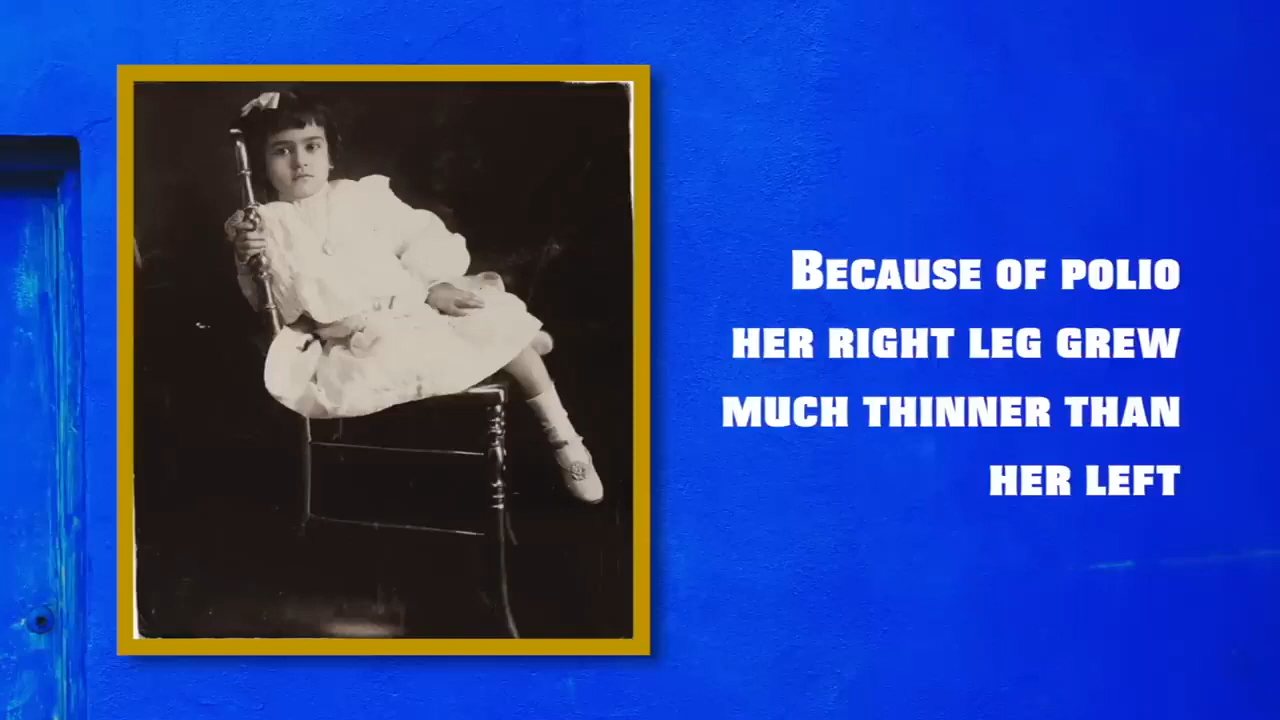 Because of polio
her right leg grew
much thinner than
her left